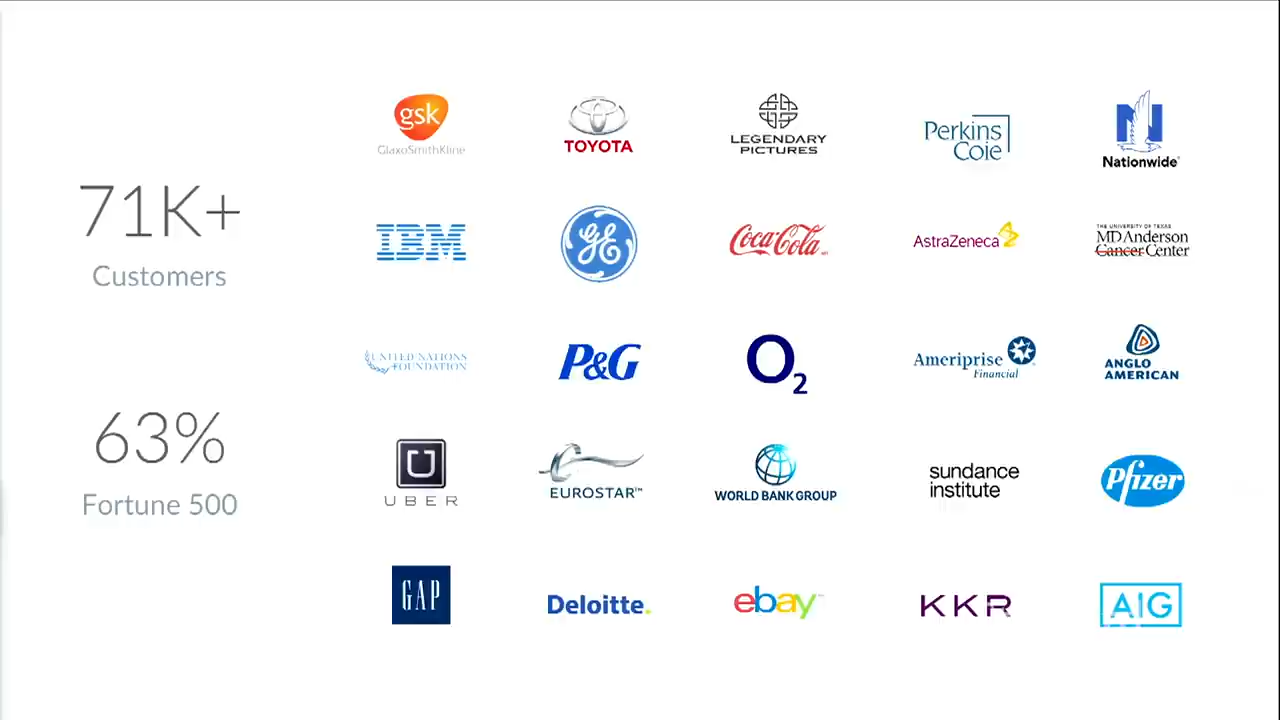 71K+
Customers
63%
Fortune 500
gsk
GlaxoSmithKline
TOYOTA
LEGENDARY
PICTURES
Perkins
Coie
N
Nationwide
IBM
GE
Coca-Cola
AstraZeneca
THE UNIVERSITY OF TEXAS
MD Anderson
Cancer Center
UNITED NATIONS
FOUNDATION
P&G
O2
Ameriprise
Financial
ANGLO
AMERICAN
U
UBER
EUROSTAR™
WORLD BANK GROUP
sundance
institute
Pfizer
GAP
Deloitte.
ebay
KKR
AIG